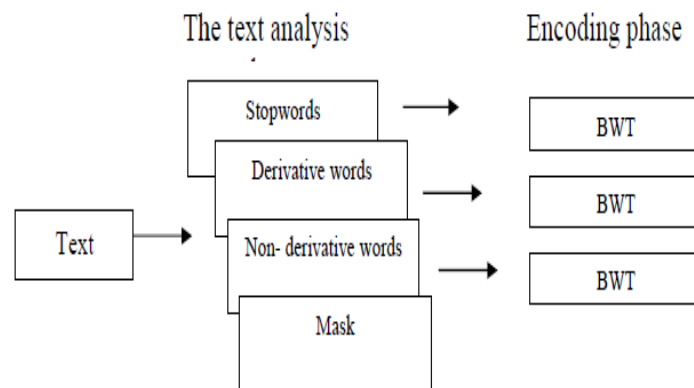 The text analysis
Encoding phase
Stopwords
BWT
Derivative words
BWT
Text
Non- derivative words
BWT
Mask